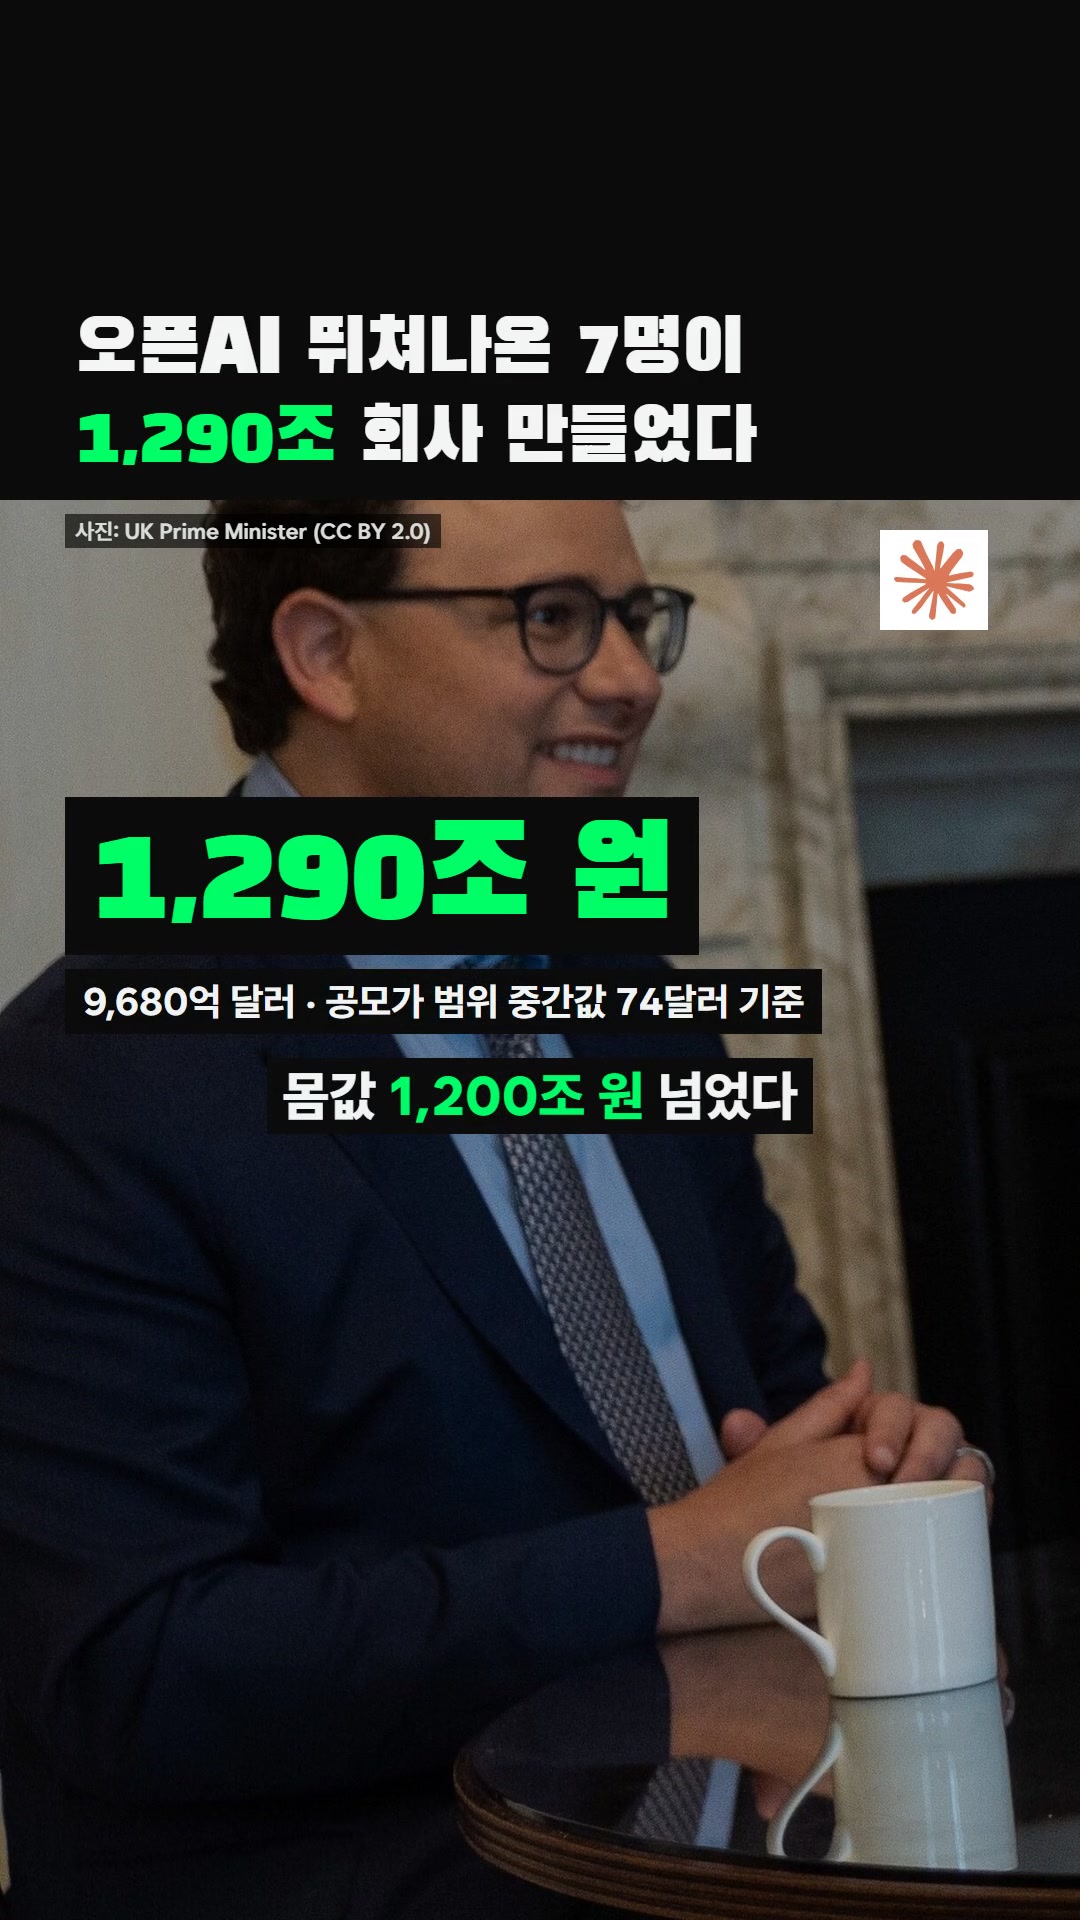 오픈AI 뛰쳐나온 7명이
1,290조 회사 만들었다
사진: UK Prime Minister (CC BY 2.0)
1,290조 원
9,680억 달러 · 공모가 범위 중간값 74달러 기준
몸값 1,200조 원 넘었다